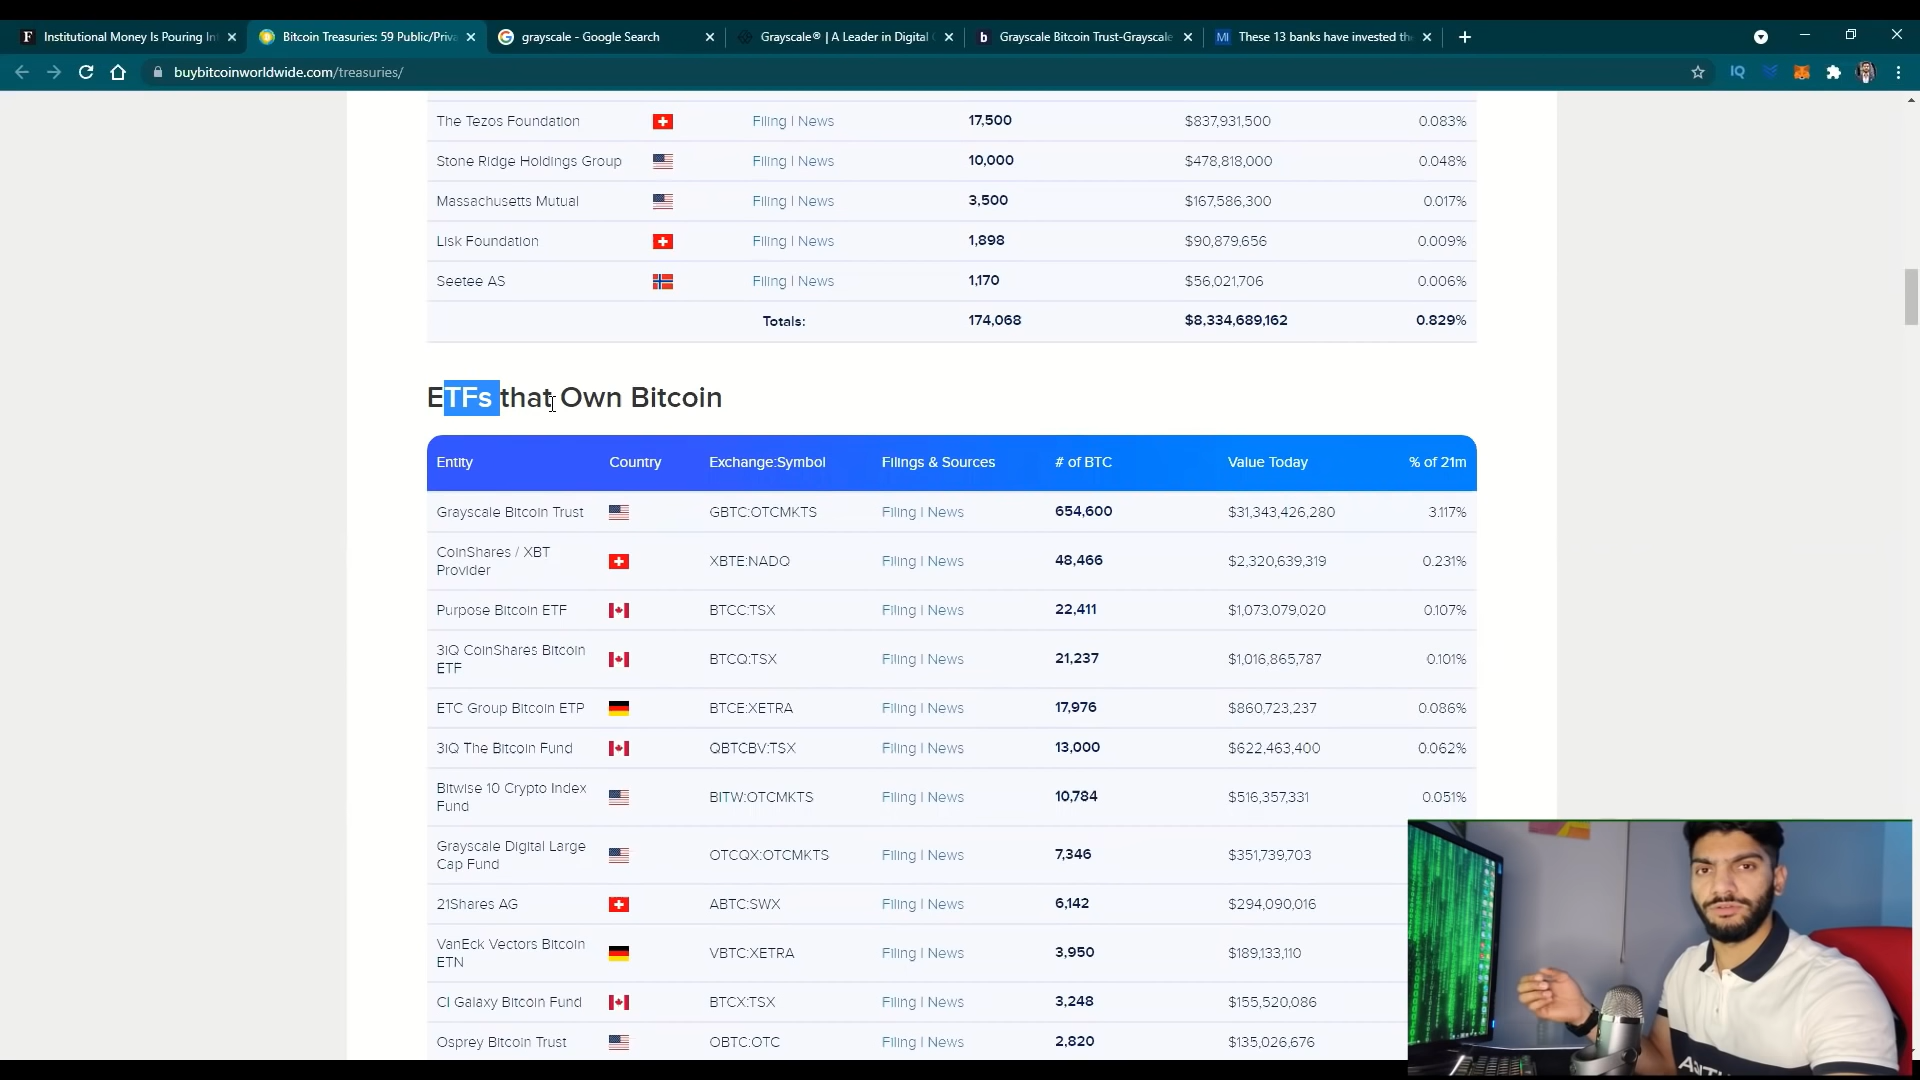 Institutional Money Is Pouring In
Bitcoin Treasuries: 59 Public/Priva
grayscale - Google Search
Grayscale® | A Leader in Digital
Grayscale Bitcoin Trust-Grayscale
These 13 banks have invested th
buybitcoinworldwide.com/treasuries/
The Tezos Foundation Filing | News 17,500 $837,931,500 0.083%
Stone Ridge Holdings Group Filing | News 10,000 $478,818,000 0.048%
Massachusetts Mutual Filing | News 3,500 $167,586,300 0.017%
Lisk Foundation Filing | News 1,898 $90,879,656 0.009%
Seetee AS Filing | News 1,170 $56,021,706 0.006%
Totals: 174,068 $8,334,689,162 0.829%
ETFs that Own Bitcoin
Entity Country Exchange:Symbol Filings & Sources # of BTC Value Today % of 21m
Grayscale Bitcoin Trust GBTC:OTCMKTS Filing | News 654,600 $31,343,426,280 3.117%
CoinShares / XBT
Provider XBTE:NADQ Filing | News 48,466 $2,320,639,319 0.231%
Purpose Bitcoin ETF BTCC:TSX Filing | News 22,411 $1,073,079,020 0.107%
3iQ CoinShares Bitcoin
ETF BTCQ:TSX Filing | News 21,237 $1,016,865,787 0.101%
ETC Group Bitcoin ETP BTCE:XETRA Filing | News 17,976 $860,723,237 0.086%
3iQ The Bitcoin Fund QBTCBV:TSX Filing | News 13,000 $622,463,400 0.062%
Bitwise 10 Crypto Index
Fund BITW:OTCMKTS Filing | News 10,784 $516,357,331 0.051%
Grayscale Digital Large
Cap Fund OTCQX:OTCMKTS Filing | News 7,346 $351,739,703
21Shares AG ABTC:SWX Filing | News 6,142 $294,090,016
VanEck Vectors Bitcoin
ETN VBTC:XETRA Filing | News 3,950 $189,133,110
CI Galaxy Bitcoin Fund BTCX:TSX Filing | News 3,248 $155,520,086
Osprey Bitcoin Trust OBTC:OTC Filing | News 2,820 $135,026,676